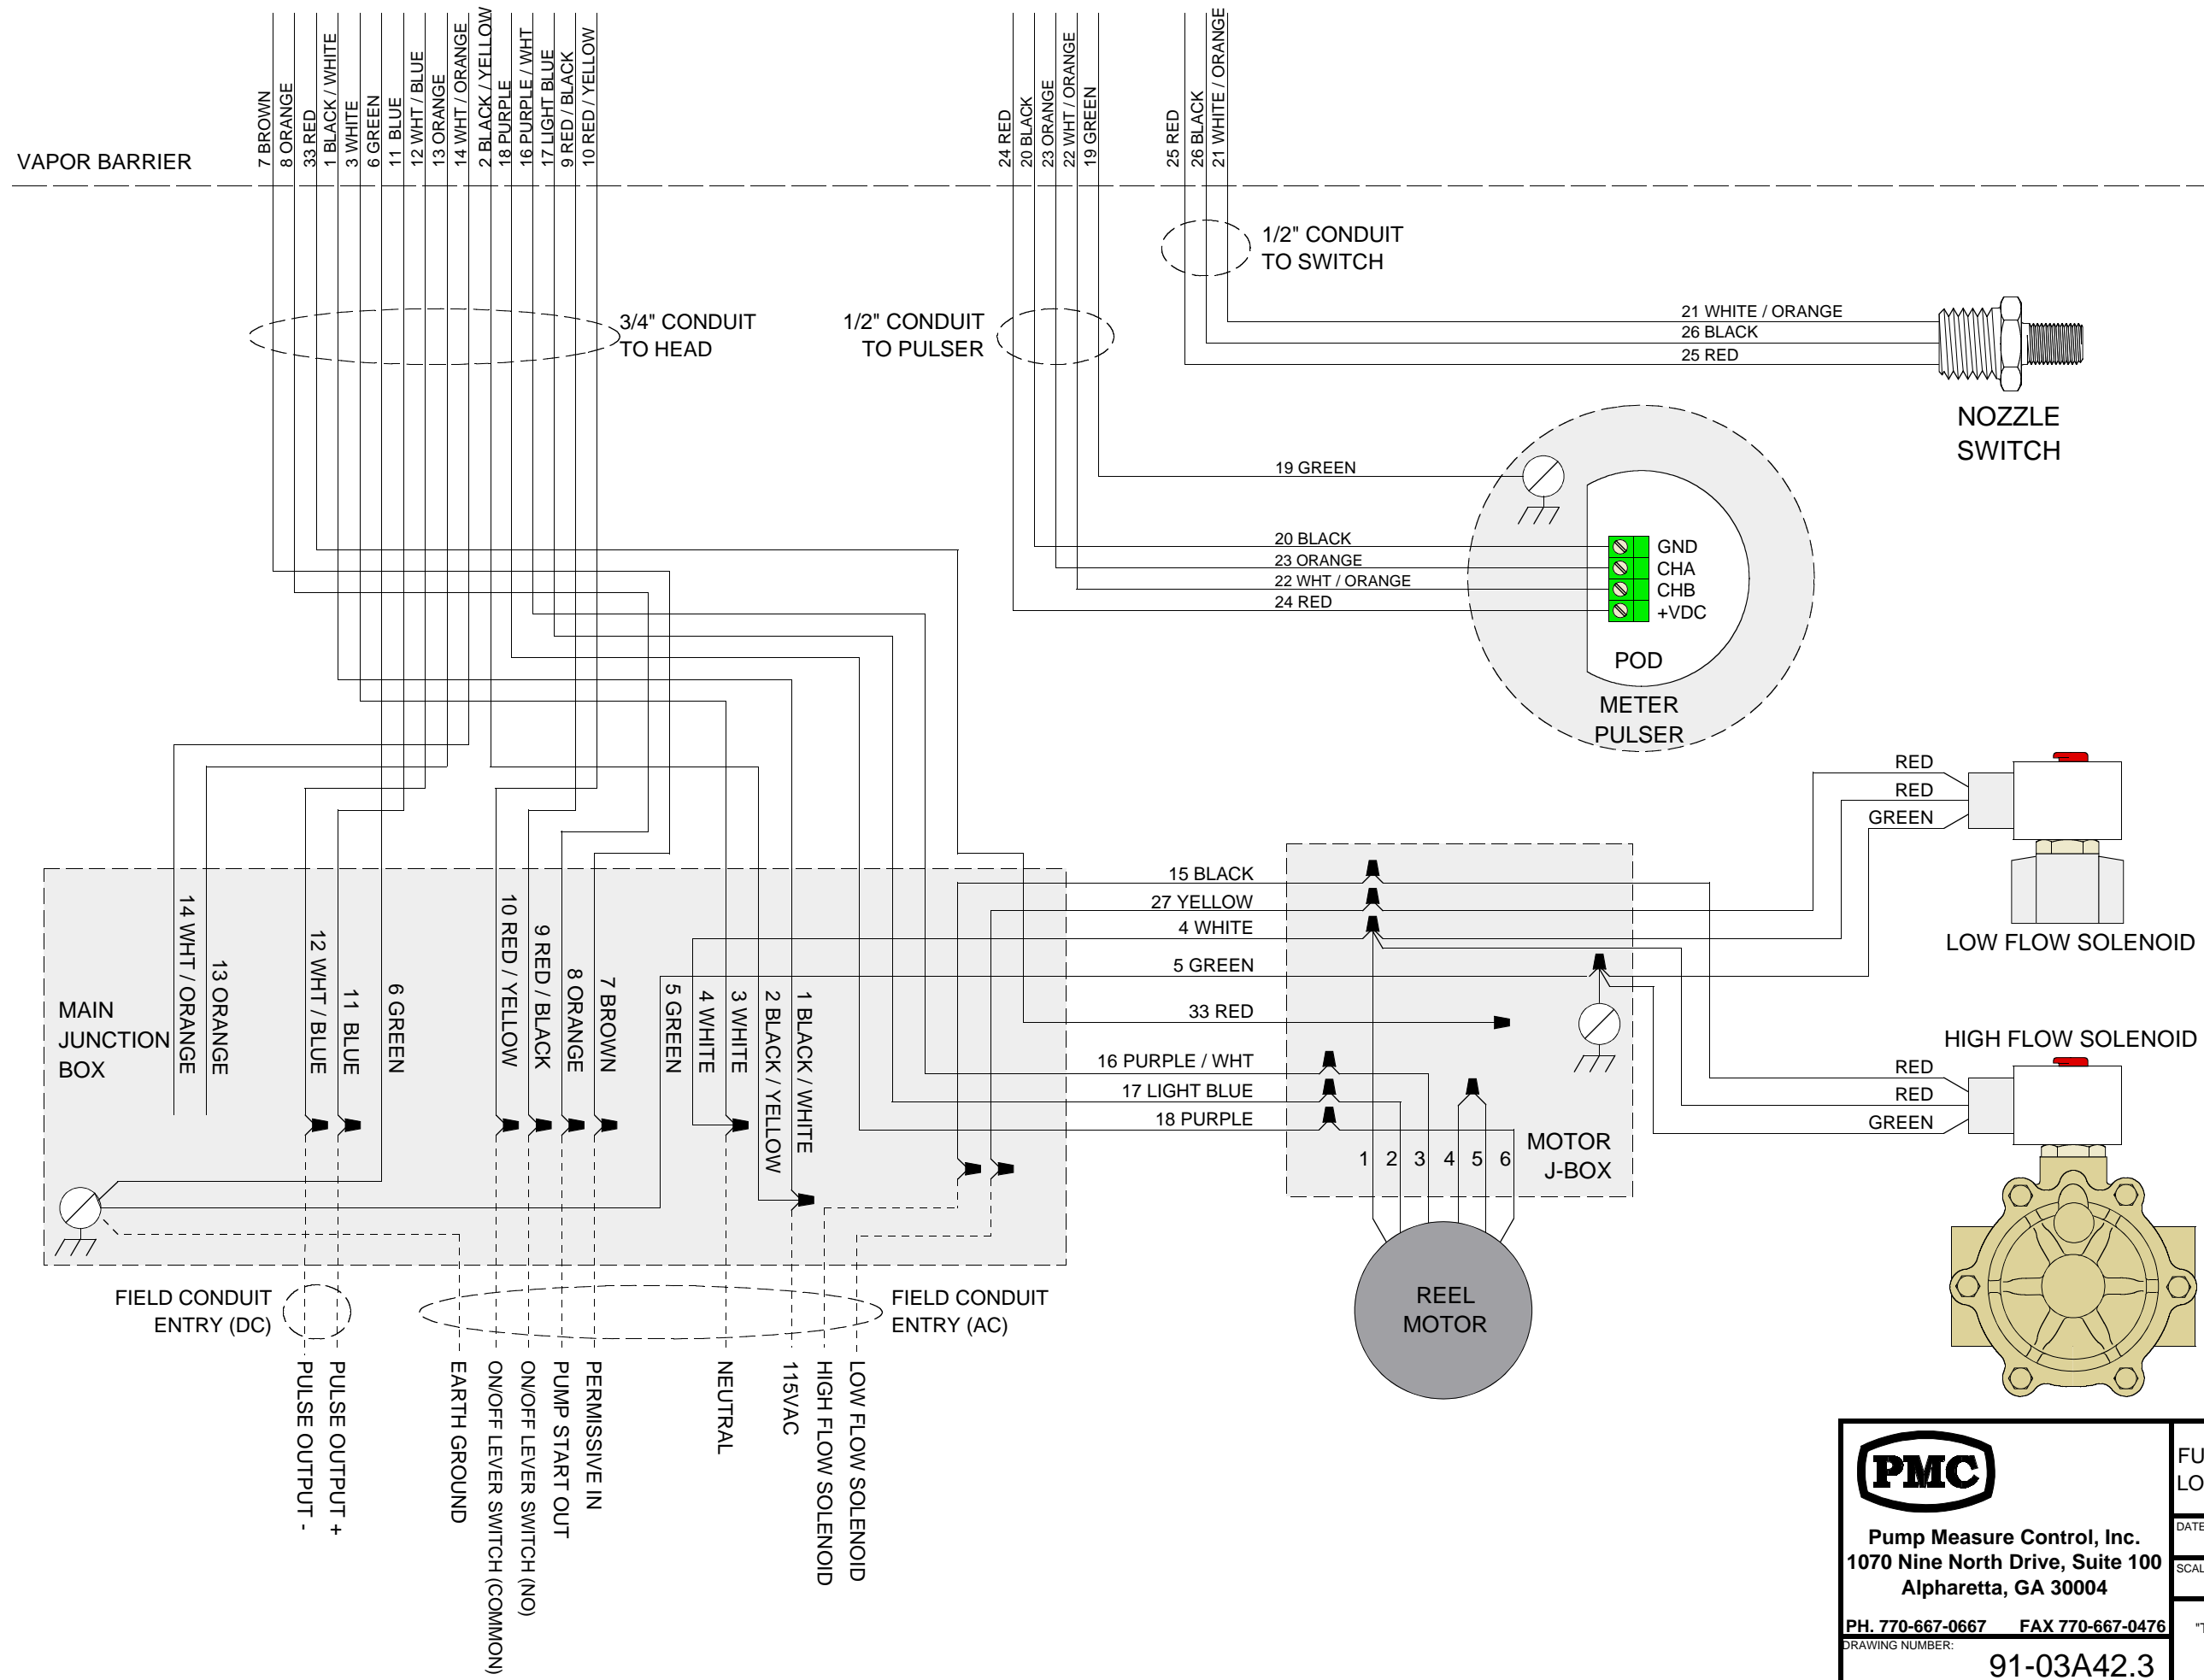 7 BROWN
8 ORANGE
33 RED
1 BLACK / WHITE
3 WHITE
6 GREEN
11 BLUE
12 WHT / BLUE
13 ORANGE
14 WHT / ORANGE
2 BLACK / YELLOW
18 PURPLE
16 PURPLE / WHT
17 LIGHT BLUE
9 RED / BLACK
10 RED / YELLOW
24 RED
20 BLACK
23 ORANGE
22 WHT / ORANGE
19 GREEN
25 RED
26 BLACK
21 WHITE / ORANGE
VAPOR BARRIER
3/4" CONDUIT
TO HEAD
1/2" CONDUIT
TO PULSER
1/2" CONDUIT
TO SWITCH
21 WHITE / ORANGE
26 BLACK
25 RED
NOZZLE
SWITCH
19 GREEN
20 BLACK
23 ORANGE
22 WHT / ORANGE
24 RED
GND
CHA
CHB
+VDC
POD
METER
PULSER
RED
RED
GREEN
LOW FLOW SOLENOID
15 BLACK
27 YELLOW
4 WHITE
5 GREEN
33 RED
16 PURPLE / WHT
17 LIGHT BLUE
18 PURPLE
HIGH FLOW SOLENOID
RED
RED
GREEN
MAIN
JUNCTION
BOX
14 WHT / ORANGE
13 ORANGE
12 WHT / BLUE
11 BLUE
6 GREEN
10 RED / YELLOW
9 RED / BLACK
8 ORANGE
7 BROWN
5 GREEN
4 WHITE
3 WHITE
2 BLACK / YELLOW
1 BLACK / WHITE
1 2 3 4 5 6
MOTOR
J-BOX
REEL
MOTOR
FIELD CONDUIT
ENTRY (DC)
FIELD CONDUIT
ENTRY (AC)
PULSE OUTPUT -
PULSE OUTPUT +
EARTH GROUND
ON/OFF LEVER SWITCH (COMMON)
ON/OFF LEVER SWITCH (NO)
PUMP START OUT
PERMISSIVE IN
NEUTRAL
115VAC
HIGH FLOW SOLENOID
LOW FLOW SOLENOID
PMC
Pump Measure Control, Inc.
1070 Nine North Drive, Suite 100
Alpharetta, GA 30004
PH. 770-667-0667 FAX 770-667-0476
DRAWING NUMBER:
91-03A42.3
FU
LO
DATE
SCAL
"T